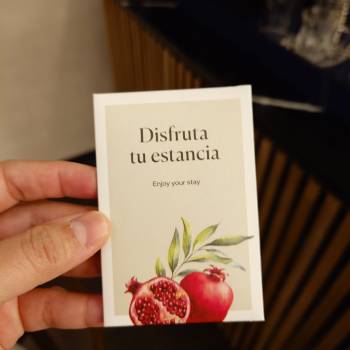 Disfruta
tu estancia
Enjoy your stay